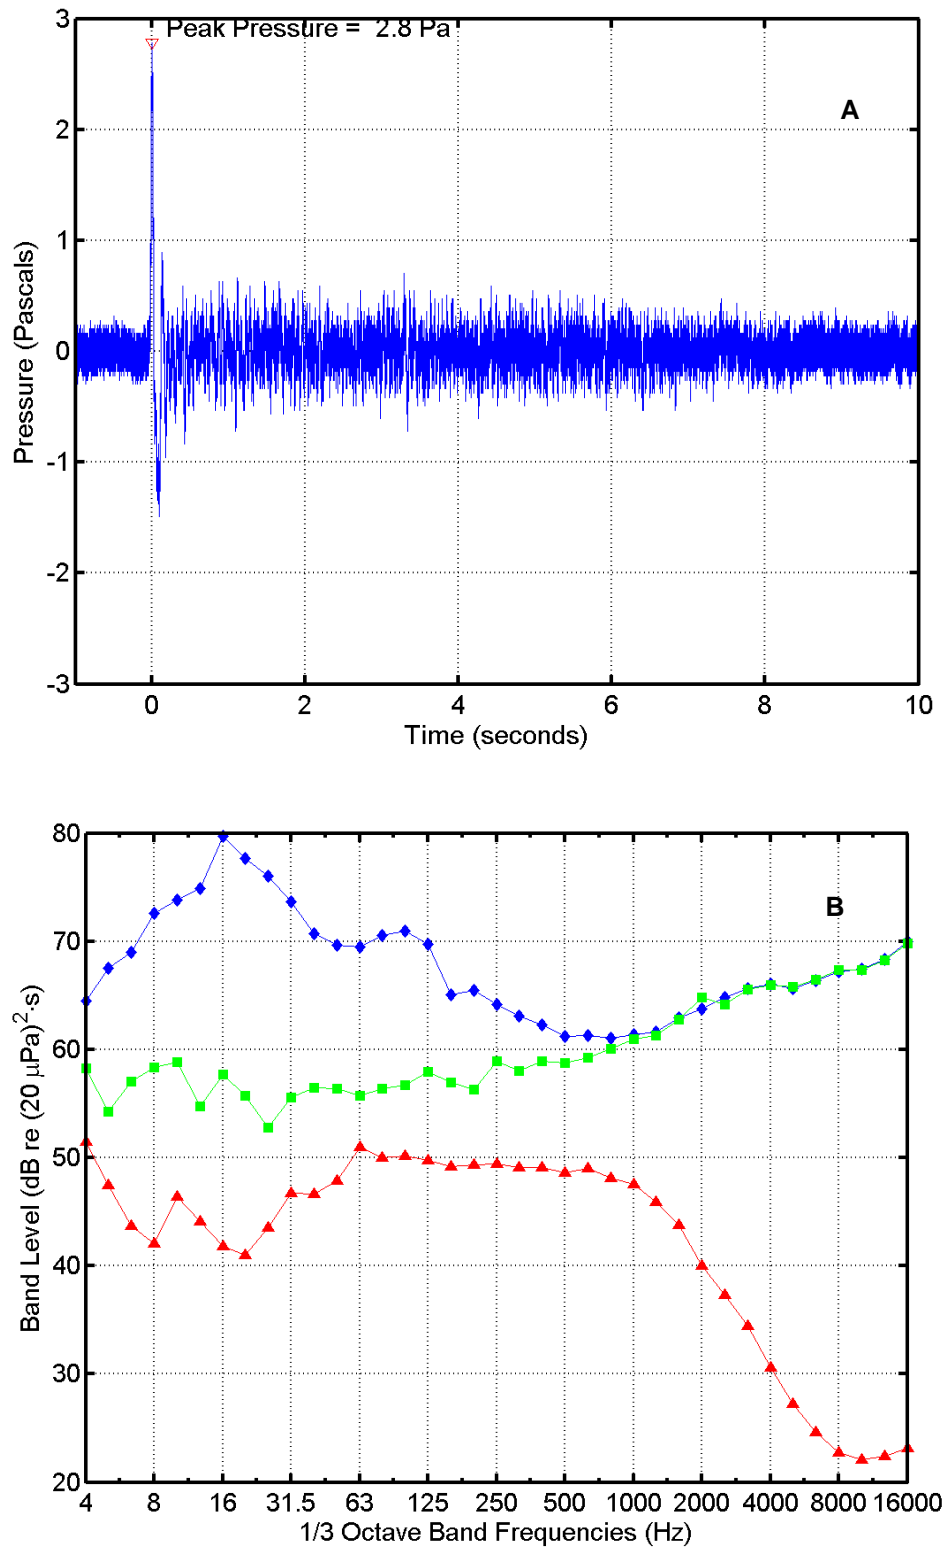 3
Peak Pressure = 2.8 Pa
A
2
1
0
-1
-2
-3
Pressure (Pascals)
0 2 4 6 8 10
Time (seconds)
80
B
70
60
50
40
30
20
Band Level (dB re (20 μPa)²·s)
4 8 16 31.5 63 125 250 500 1000 2000 4000 8000 16000
1/3 Octave Band Frequencies (Hz)